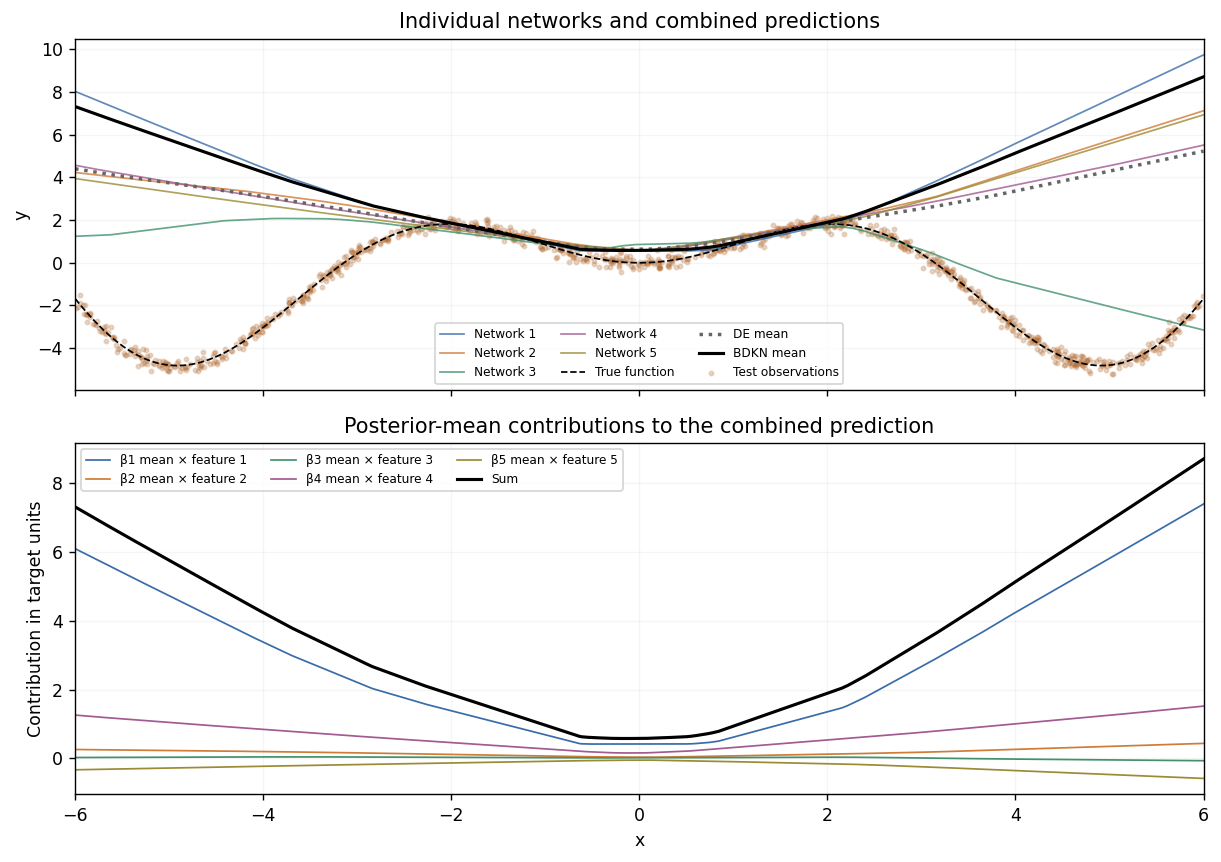 Individual networks and combined predictions
10
8
6
4
2
0
−2
−4
y
Network 1
Network 2
Network 3
Network 4
Network 5
True function
DE mean
BDKN mean
Test observations
Posterior-mean contributions to the combined prediction
β1 mean × feature 1
β2 mean × feature 2
β3 mean × feature 3
β4 mean × feature 4
β5 mean × feature 5
Sum
8
6
4
2
0
Contribution in target units
−6
−4
−2
0
2
4
6
x